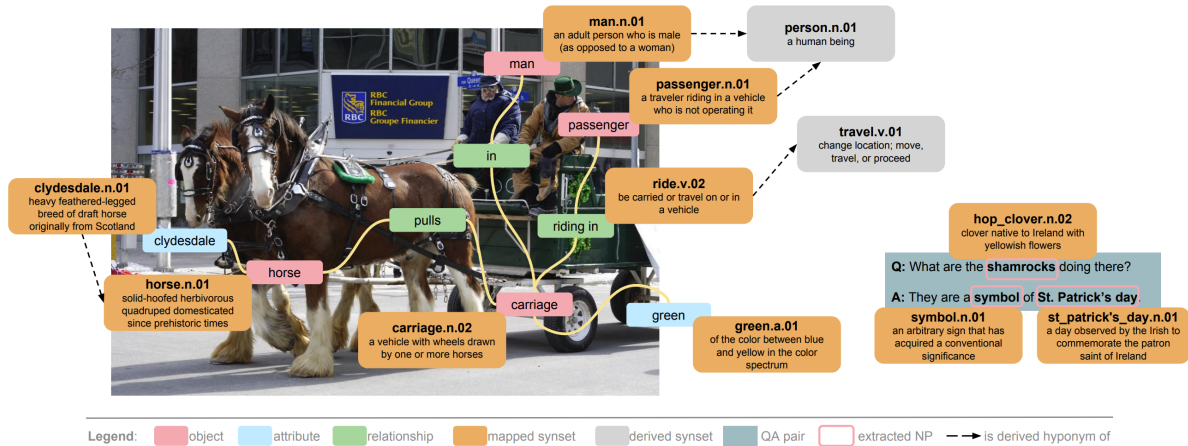 man.n.01
an adult person who is male
(as opposed to a woman)
person.n.01
a human being
man
passenger.n.01
a traveler riding in a vehicle
who is not operating it
RBC
Financial Group
RBC
Groupe Financier
RBC
Queen
passenger
travel.v.01
change location; move,
travel, or proceed
in
ride.v.02
be carried or travel on or in
a vehicle
clydesdale.n.01
heavy feathered-legged
breed of draft horse
originally from Scotland
pulls
riding in
clydesdale
hop_clover.n.02
clover native to Ireland with
yellowish flowers
Q: What are the shamrocks doing there?
A: They are a symbol of St. Patrick's day.
horse
horse.n.01
solid-hoofed herbivorous
quadruped domesticated
since prehistoric times
carriage
green
carriage.n.02
a vehicle with wheels drawn
by one or more horses
green.a.01
of the color between blue
and yellow in the color
spectrum
symbol.n.01
an arbitrary sign that has
acquired a conventional
significance
st_patrick's_day.n.01
a day observed by the Irish to
commemorate the patron
saint of Ireland
Legend: object attribute relationship mapped synset derived synset QA pair extracted NP is derived hyponym of